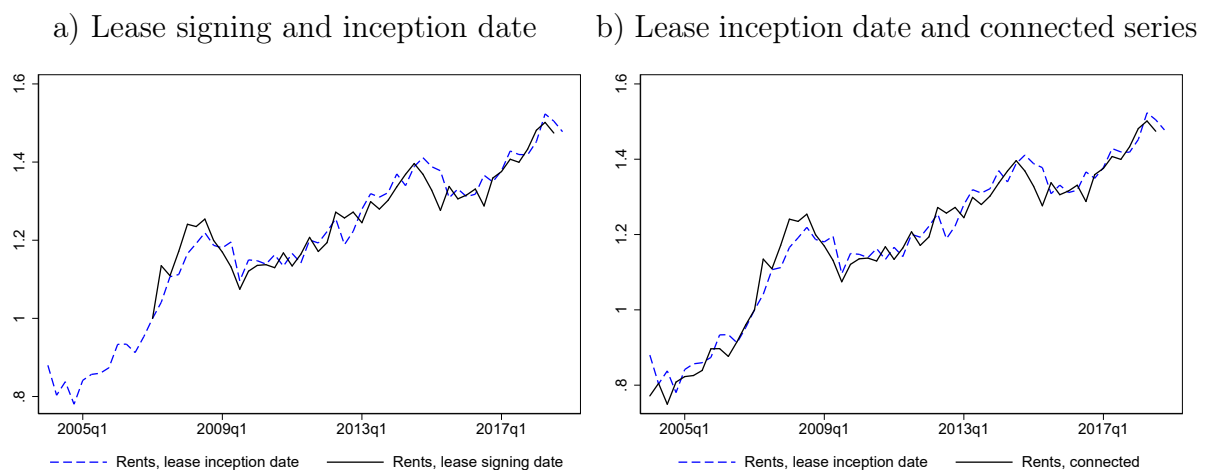 a) Lease signing and inception date
1.6
1.4
1.2
1
.8
2005q1 2009q1 2013q1 2017q1
Rents, lease inception date Rents, lease signing date
b) Lease inception date and connected series
1.6
1.4
1.2
1
.8
2005q1 2009q1 2013q1 2017q1
Rents, lease inception date Rents, connected